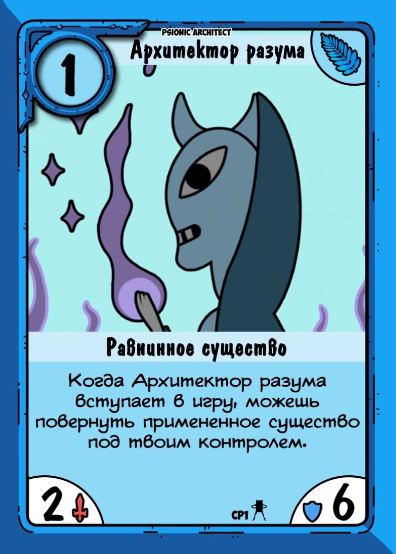 PSIONIC ARCHITECT
Архитектор разума
1
Равнинное существо
Когда Архитектор разума
вступает в игру, можешь
повернуть примененное существо
под твоим контролем.
2
CP1
6